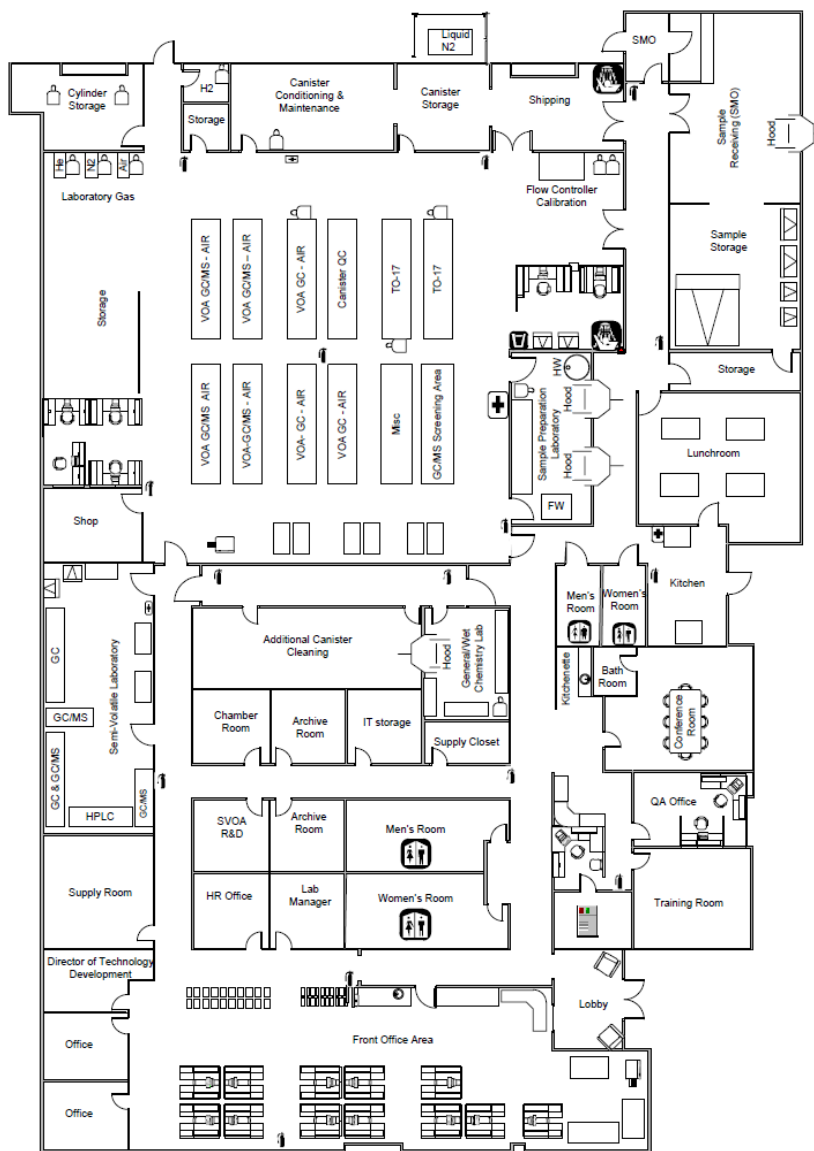 Liquid
N2
SMO
Cylinder
Storage
H2
Storage
Canister
Conditioning &
Maintenance
Canister
Storage
Shipping
Sample
Receiving (SMO)
Hood
He
N2
Air
Laboratory Gas
Flow Controller
Calibration
Sample
Storage
Storage
VOA GC/MS - AIR
VOA GC/MS – AIR
VOA GC - AIR
Canister QC
TO-17
TO-17
Storage
VOA GC/MS AIR
VOA-GC/MS - AIR
VOA- GC - AIR
VOA GC - AIR
Misc
GC/MS Screening Area
HW
Hood
Sample Preparation
Laboratory
Hood
FW
Lunchroom
Shop
Kitchen
Men's
Room
Women's
Room
GC
GC/MS
GC & GC/MS
HPLC
GC/MS
Semi-Volatile Laboratory
Additional Canister
Cleaning
Hood
General/Wet
Chemistry Lab
Kitchenette
Bath
Room
Conference
Room
Chamber
Room
Archive
Room
IT storage
Supply Closet
SVOA
R&D
Archive
Room
Men's Room
QA Office
Supply Room
HR Office
Lab
Manager
Women's Room
Training Room
Director of Technology
Development
Lobby
Office
Front Office Area
Office